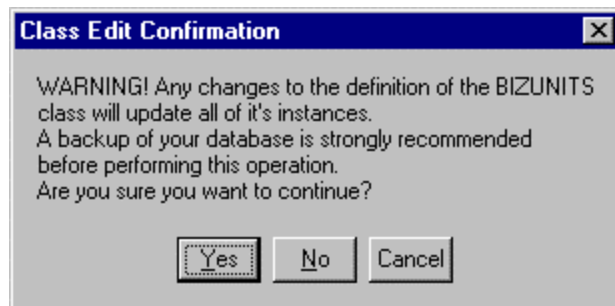 Class Edit Confirmation
WARNING! Any changes to the definition of the BIZUNITS
class will update all of it's instances.
A backup of your database is strongly recommended
before performing this operation.
Are you sure you want to continue?
Yes No Cancel